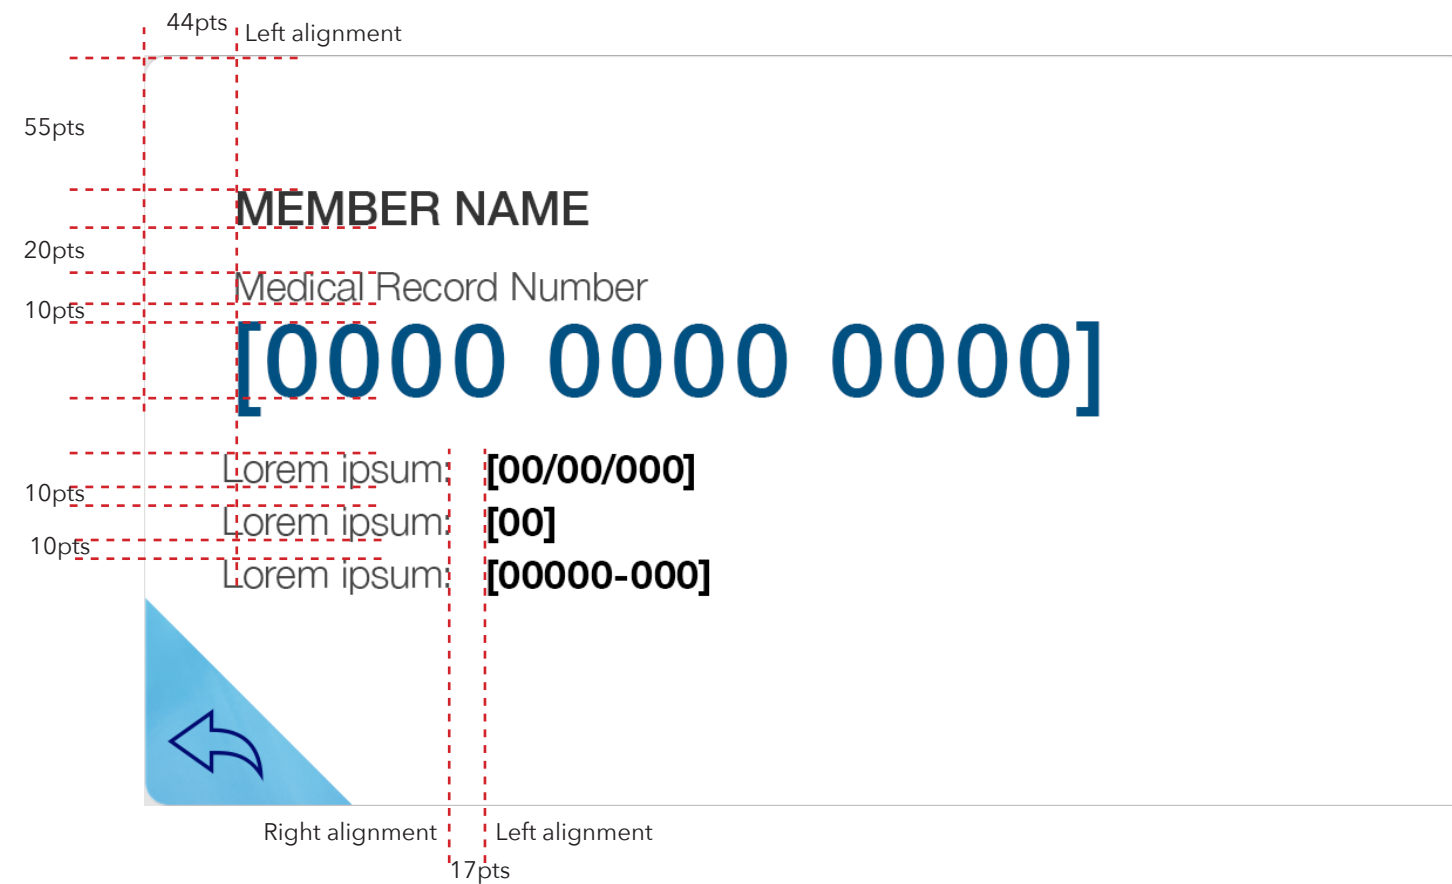 44pts
Left alignment
55pts
MEMBER NAME
20pts
Medical Record Number
10pts
[0000 0000 0000]
Lorem ipsum: [00/00/000]
10pts
Lorem ipsum: [00]
10pts
Lorem ipsum: [00000-000]
Right alignment
Left alignment
17pts